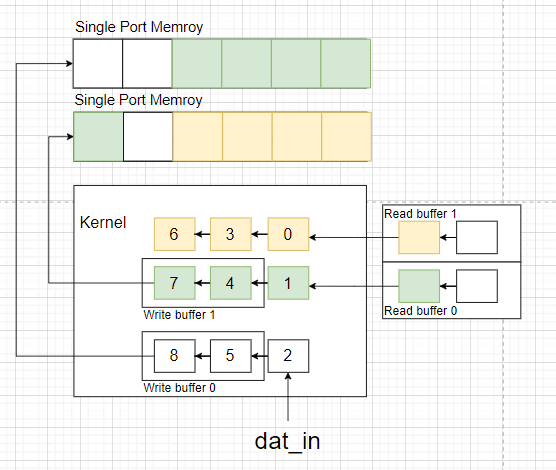 Single Port Memroy
Single Port Memroy
Kernel
6 3 0
Read buffer 1
7 4 1
Write buffer 1
Read buffer 0
8 5 2
Write buffer 0
dat_in